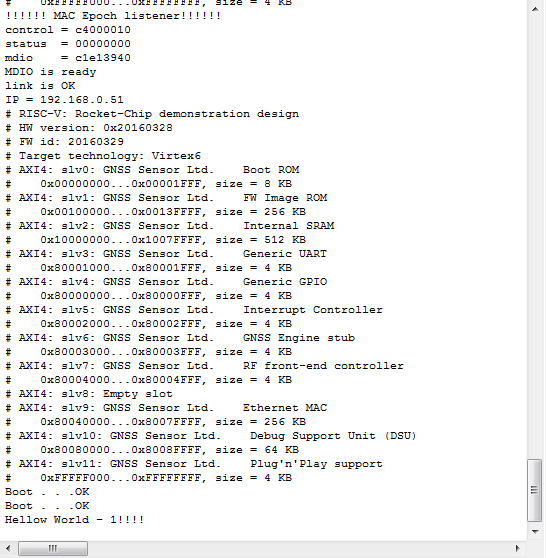 #    0xFFFFF000...0xFFFFFFFF, size = 4 KB
!!!!!! MAC Epoch listener!!!!!!
control = c4000010
status  = 00000000
mdio    = c1e13940
MDIO is ready
link is OK
IP = 192.168.0.51
# RISC-V: Rocket-Chip demonstration design
# HW version: 0x20160328
# FW id: 20160329
# Target technology: Virtex6
# AXI4: slv0: GNSS Sensor Ltd.    Boot ROM
#    0x00000000...0x00001FFF, size = 8 KB
# AXI4: slv1: GNSS Sensor Ltd.    FW Image ROM
#    0x00100000...0x0013FFFF, size = 256 KB
# AXI4: slv2: GNSS Sensor Ltd.    Internal SRAM
#    0x10000000...0x1007FFFF, size = 512 KB
# AXI4: slv3: GNSS Sensor Ltd.    Generic UART
#    0x80001000...0x80001FFF, size = 4 KB
# AXI4: slv4: GNSS Sensor Ltd.    Generic GPIO
#    0x80000000...0x80000FFF, size = 4 KB
# AXI4: slv5: GNSS Sensor Ltd.    Interrupt Controller
#    0x80002000...0x80002FFF, size = 4 KB
# AXI4: slv6: GNSS Sensor Ltd.    GNSS Engine stub
#    0x80003000...0x80003FFF, size = 4 KB
# AXI4: slv7: GNSS Sensor Ltd.    RF front-end controller
#    0x80004000...0x80004FFF, size = 4 KB
# AXI4: slv8: Empty slot
# AXI4: slv9: GNSS Sensor Ltd.    Ethernet MAC
#    0x80040000...0x8007FFFF, size = 256 KB
# AXI4: slv10: GNSS Sensor Ltd.    Debug Support Unit (DSU)
#    0x80080000...0x8008FFFF, size = 64 KB
# AXI4: slv11: GNSS Sensor Ltd.    Plug'n'Play support
#    0xFFFFF000...0xFFFFFFFF, size = 4 KB
Boot . . .OK
Boot . . .OK
Hellow World - 1!!!!